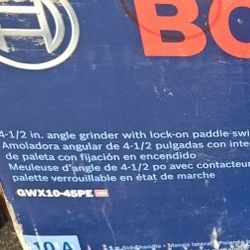 BO
4-1/2 in. angle grinder with lock-on paddle swi
Amoladora angular de 4-1/2 pulgadas con inte
de paleta con fijación en encendido
Meuleuse d'angle de 4-1/2 po avec contacteur
palette verrouillable en état de marche
GWX10-45PE
10 A